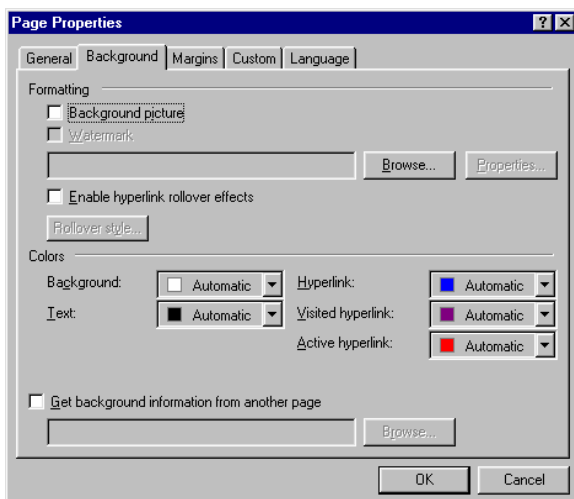 Page Properties
General Background Margins Custom Language
Formatting
Background picture
Watermark
Browse... Properties...
Enable hyperlink rollover effects
Rollover style...
Colors
Background: Automatic Hyperlink: Automatic
Text: Automatic Visited hyperlink: Automatic
Active hyperlink: Automatic
Get background information from another page
Browse...
OK Cancel